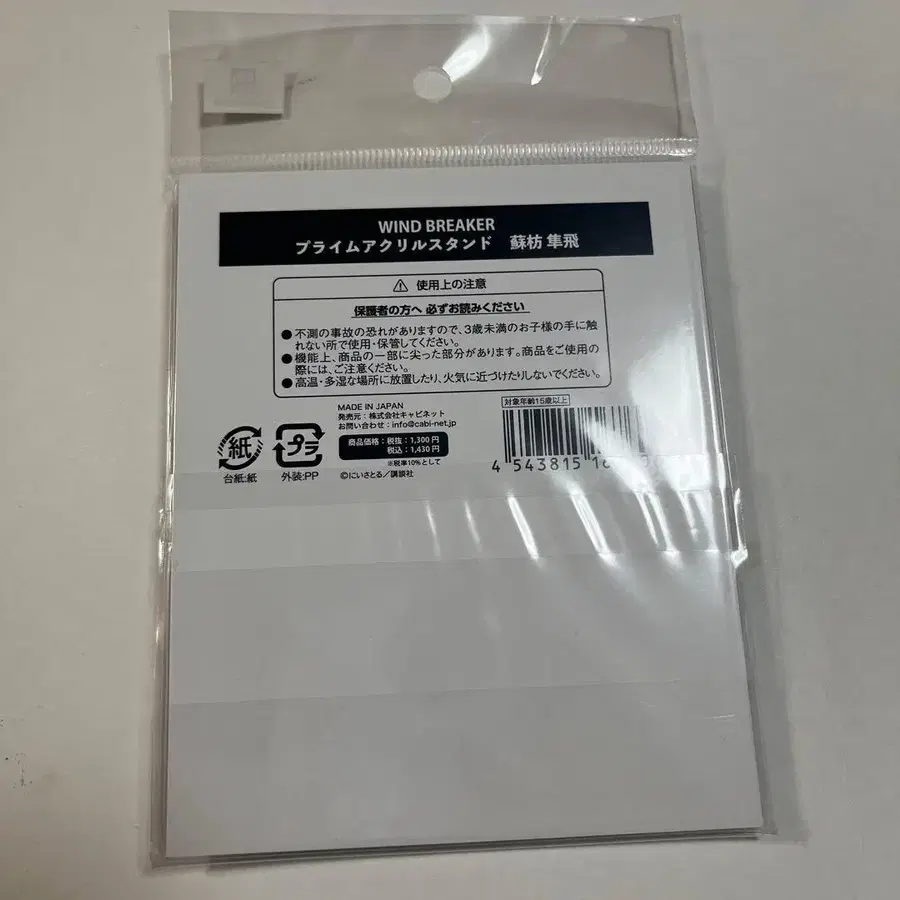 WIND BREAKER
プライムアクリルスタンド 蘇枋 隼飛
使用上の注意
保護者の方へ 必ずお読みください
●不測の事故の恐れがありますので、3歳未満のお子様の手に触
れない所で使用・保管してください。
●機能上、商品の一部に尖った部分があります。商品をご使用の
際には、ご注意ください。
●高温・多湿な場所に放置したり、火気に近づけたりしないでください。
紙
台紙:紙
プラ
外装:PP
MADE IN JAPAN
発売元:株式会社キャビネット
お問い合わせ:info@cabi-net.jp
商品価格:税抜:1,300円
税込:1,430円
※税率10%として
©にいさとる/講談社
対象年齢15歳以上
4 543815